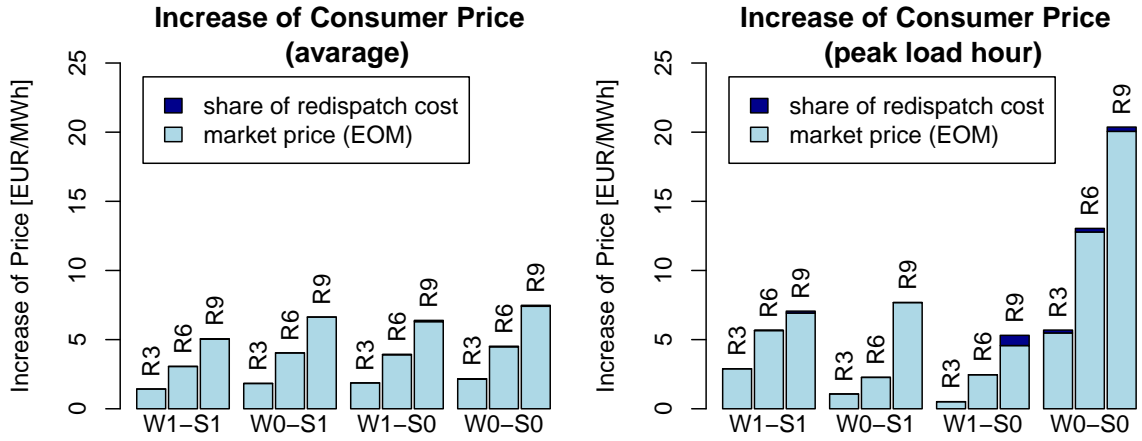 Increase of Consumer Price
(avarage)
Increase of Price [EUR/MWh]
0
5
10
15
20
25
share of redispatch cost
market price (EOM)
R3
R6
R9
R3
R6
R9
R3
R6
R9
R3
R6
R9
W1−S1
W0−S1
W1−S0
W0−S0
Increase of Consumer Price
(peak load hour)
Increase of Price [EUR/MWh]
0
5
10
15
20
25
share of redispatch cost
market price (EOM)
R3
R6
R9
R3
R6
R9
R3
R6
R9
R3
R6
R9
W1−S1
W0−S1
W1−S0
W0−S0